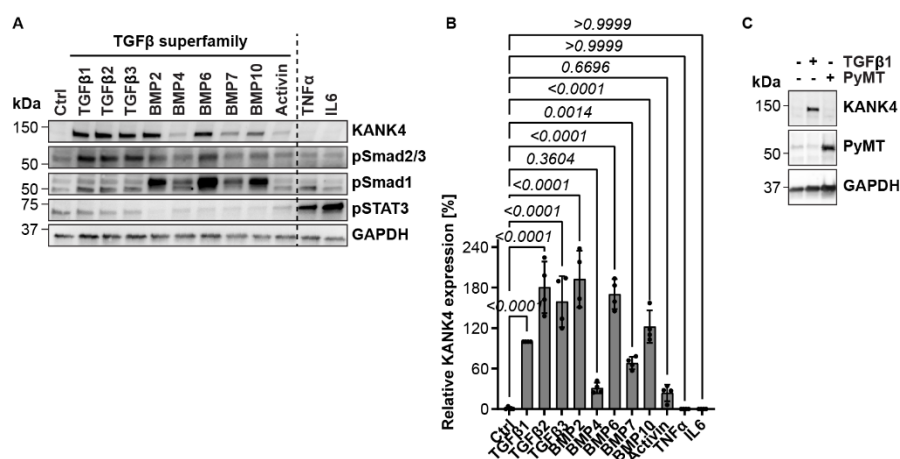 A
TGFβ superfamily
kDa
Ctrl
TGFβ1
TGFβ2
TGFβ3
BMP2
BMP4
BMP6
BMP7
BMP10
Activin
TNFα
IL6
150
KANK4
50
pSmad2/3
50
pSmad1
75
pSTAT3
37
GAPDH
B
>0.9999
>0.9999
0.6696
<0.0001
0.0014
<0.0001
0.3604
<0.0001
<0.0001
<0.0001
<0.0001
Relative KANK4 expression [%]
240
180
120
60
0
Ctrl
TGFβ1
TGFβ2
TGFβ3
BMP2
BMP4
BMP6
BMP7
BMP10
Activin
TNFα
IL6
C
- + - TGFβ1
- - + PyMT
kDa
150
KANK4
50
PyMT
37
GAPDH